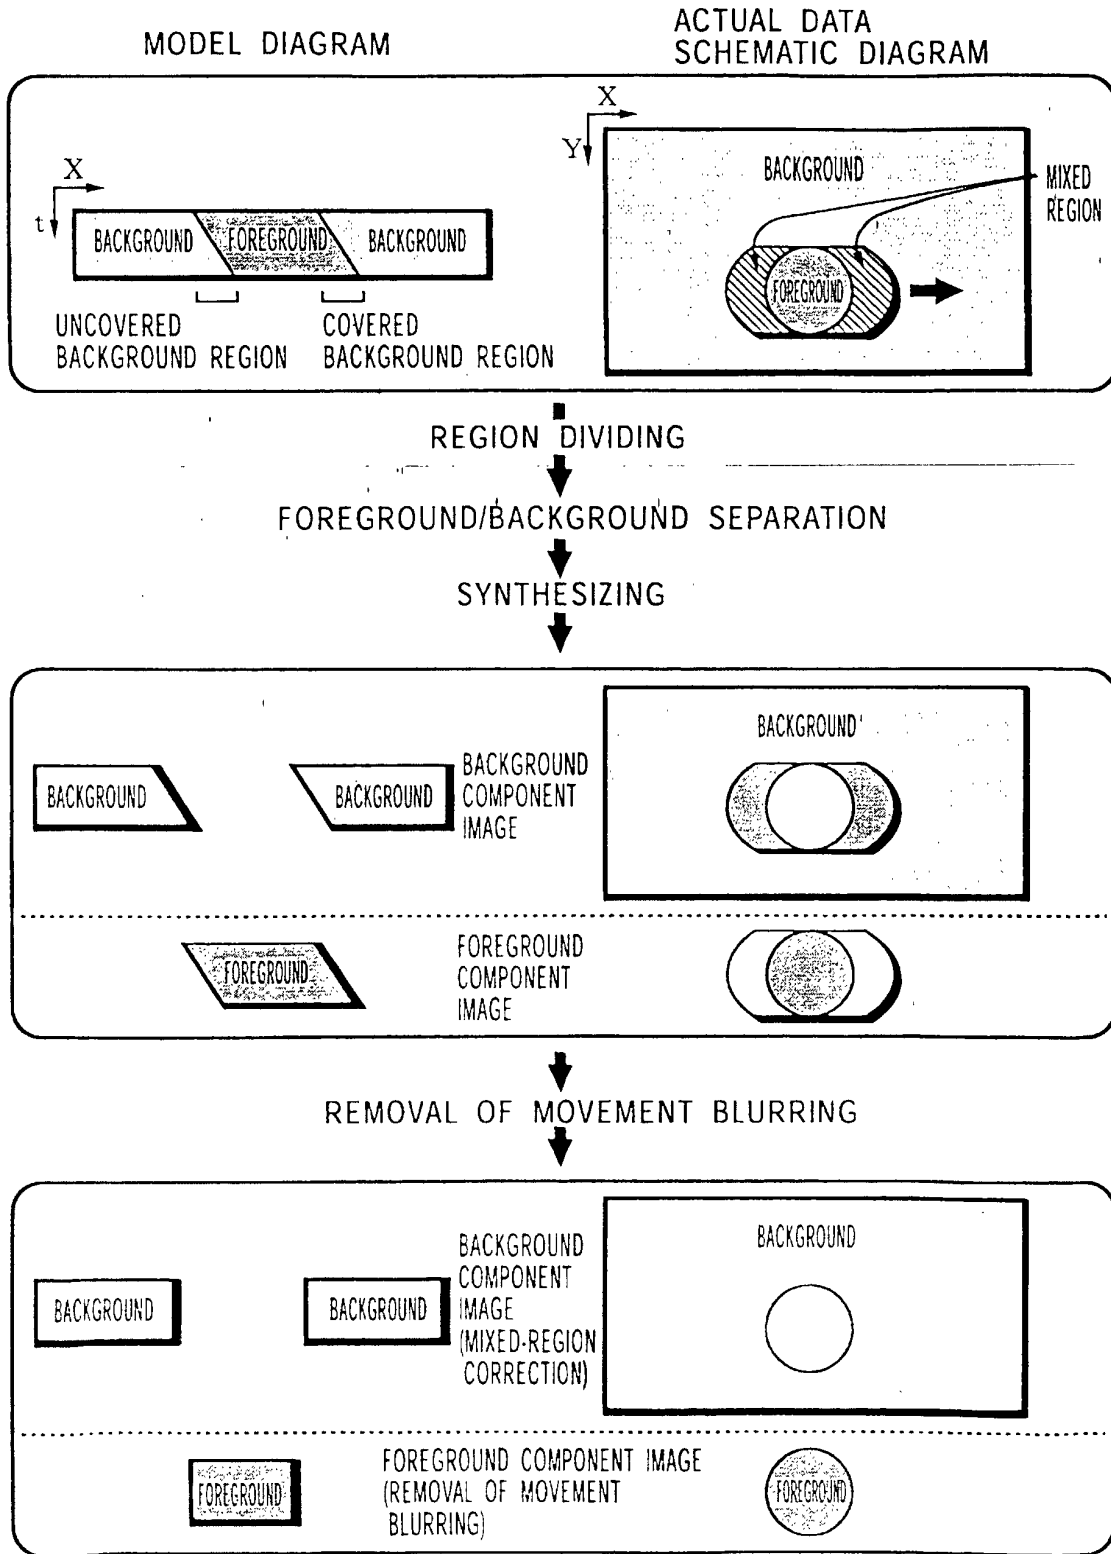 MODEL DIAGRAM
ACTUAL DATA
SCHEMATIC DIAGRAM
X
t
BACKGROUND
FOREGROUND
BACKGROUND
UNCOVERED
BACKGROUND REGION
COVERED
BACKGROUND REGION
X
Y
BACKGROUND
MIXED
REGION
FOREGROUND
REGION DIVIDING
FOREGROUND/BACKGROUND SEPARATION
SYNTHESIZING
BACKGROUND
BACKGROUND
BACKGROUND
COMPONENT
IMAGE
BACKGROUND
FOREGROUND
FOREGROUND
COMPONENT
IMAGE
REMOVAL OF MOVEMENT BLURRING
BACKGROUND
BACKGROUND
BACKGROUND
COMPONENT
IMAGE
(MIXED-REGION
CORRECTION)
BACKGROUND
FOREGROUND
FOREGROUND COMPONENT IMAGE
(REMOVAL OF MOVEMENT
BLURRING)
FOREGROUND